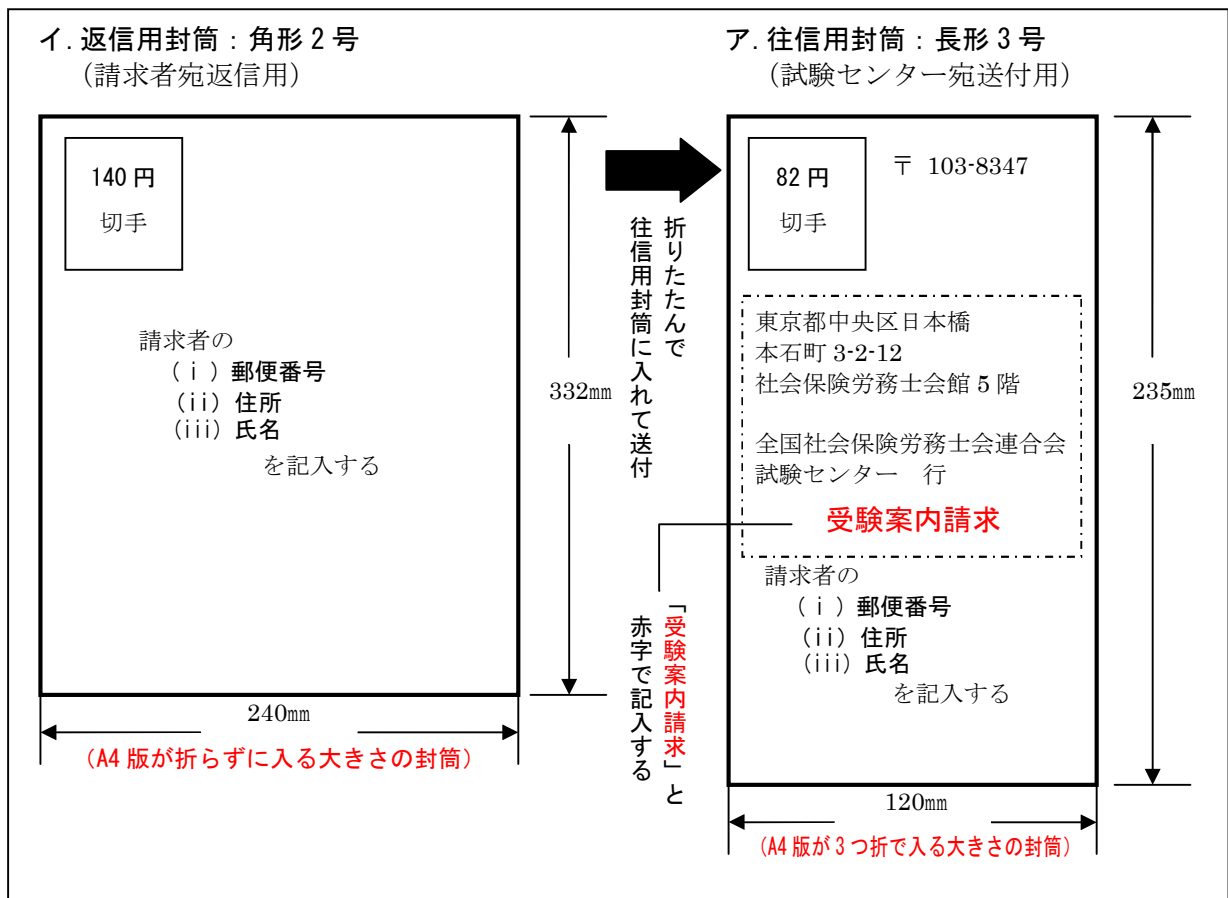 イ. 返信用封筒：角形２号
（請求者宛返信用）
140 円
切手
請求者の
（ⅰ）郵便番号
（ii）住所
（iii）氏名
を記入する
332㎜
240㎜
（A4 版が折らずに入る大きさの封筒）
折りたたんで
往信用封筒に入れて送付
ア. 往信用封筒：長形３号
（試験センター宛送付用）
82 円
切手
〒 103-8347
東京都中央区日本橋
本石町 3-2-12
社会保険労務士会館 5 階
全国社会保険労務士会連合会
試験センター　行
受験案内請求
請求者の
（ⅰ）郵便番号
（ii）住所
（iii）氏名
を記入する
「受験案内請求」と
赤字で記入する
235㎜
120㎜
（A4 版が 3 つ折で入る大きさの封筒）